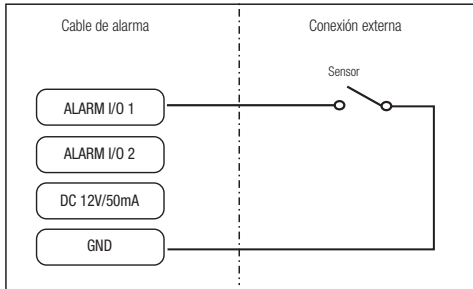 Cable de alarma
Conexión externa
Sensor
ALARM I/O 1
ALARM I/O 2
DC 12V/50mA
GND